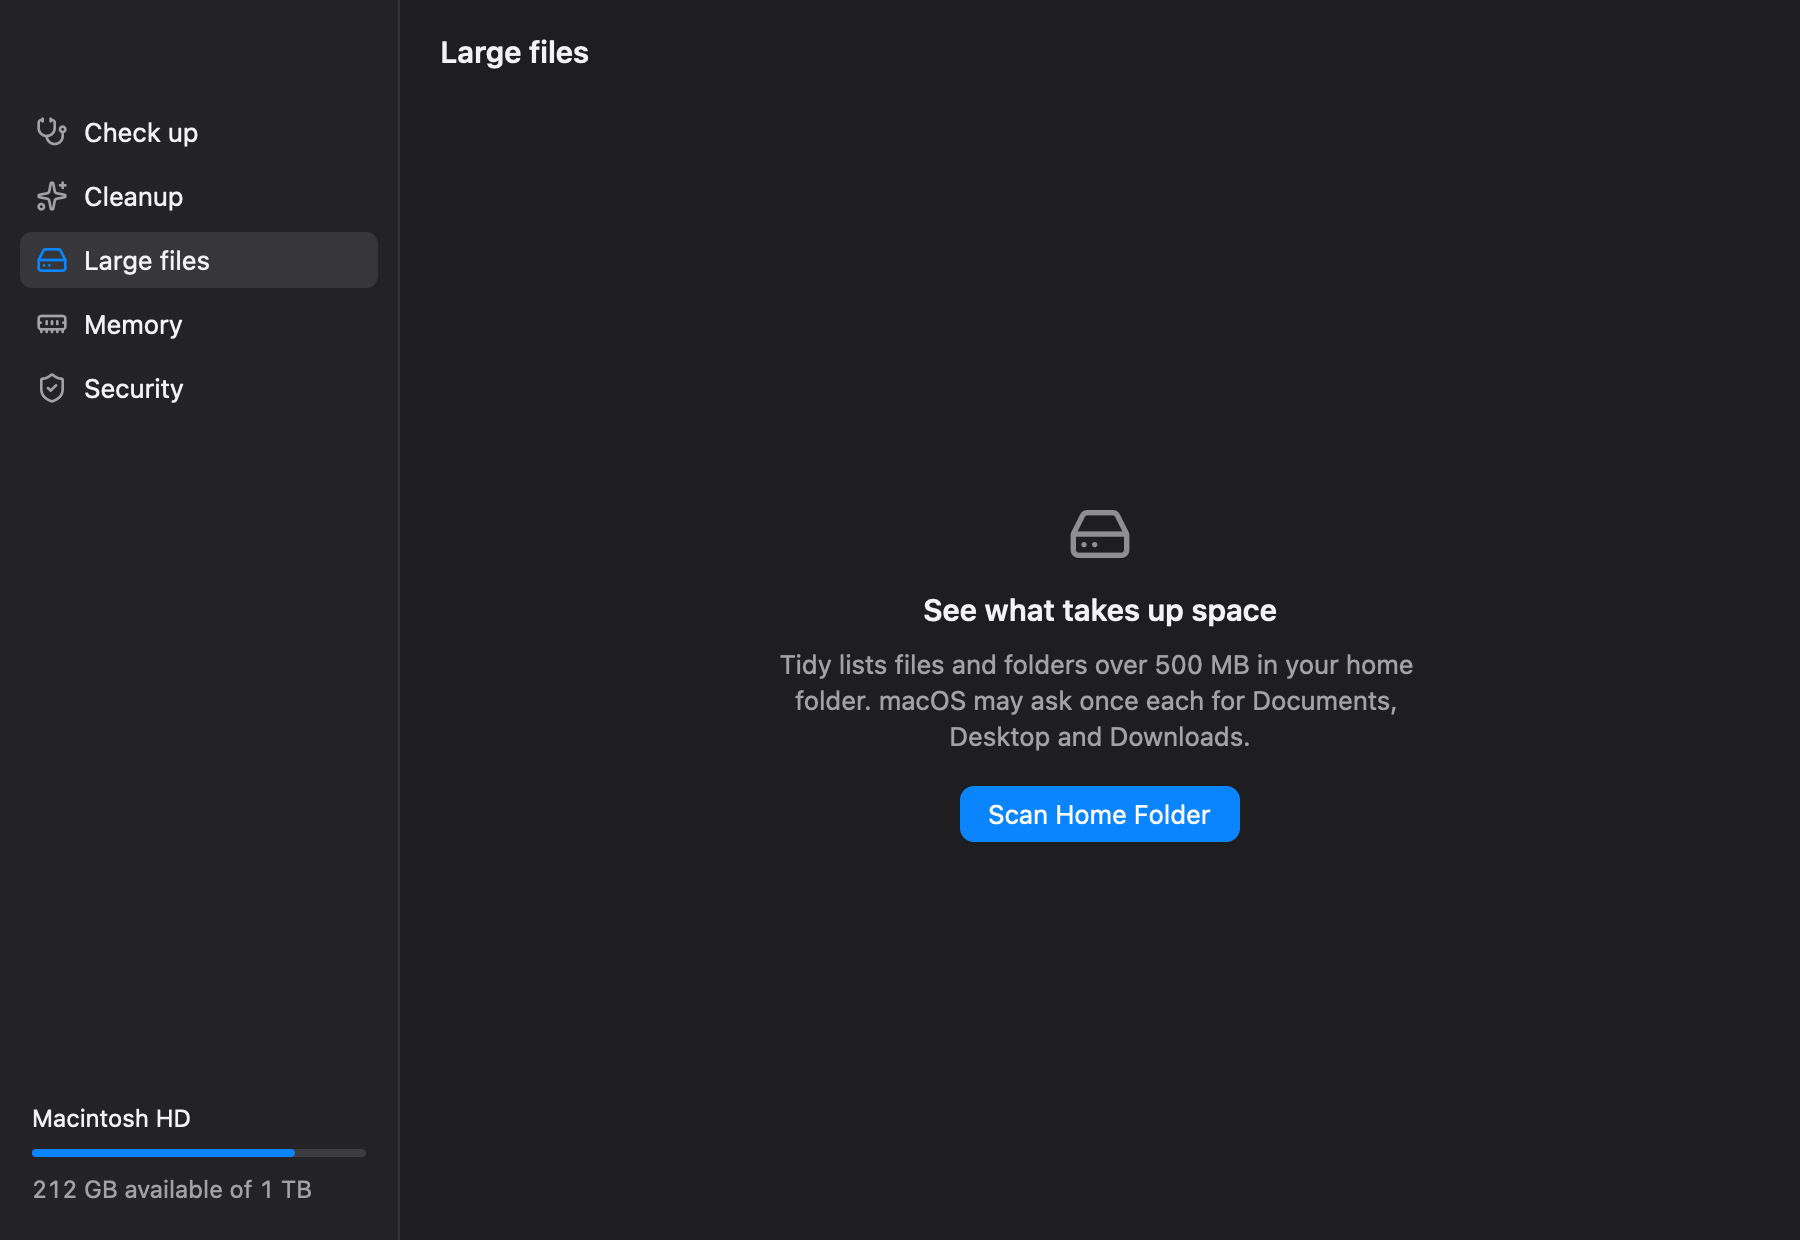 Large files
Check up
Cleanup
Large files
Memory
Security
See what takes up space
Tidy lists files and folders over 500 MB in your home
folder. macOS may ask once each for Documents,
Desktop and Downloads.
Scan Home Folder
Macintosh HD
212 GB available of 1 TB